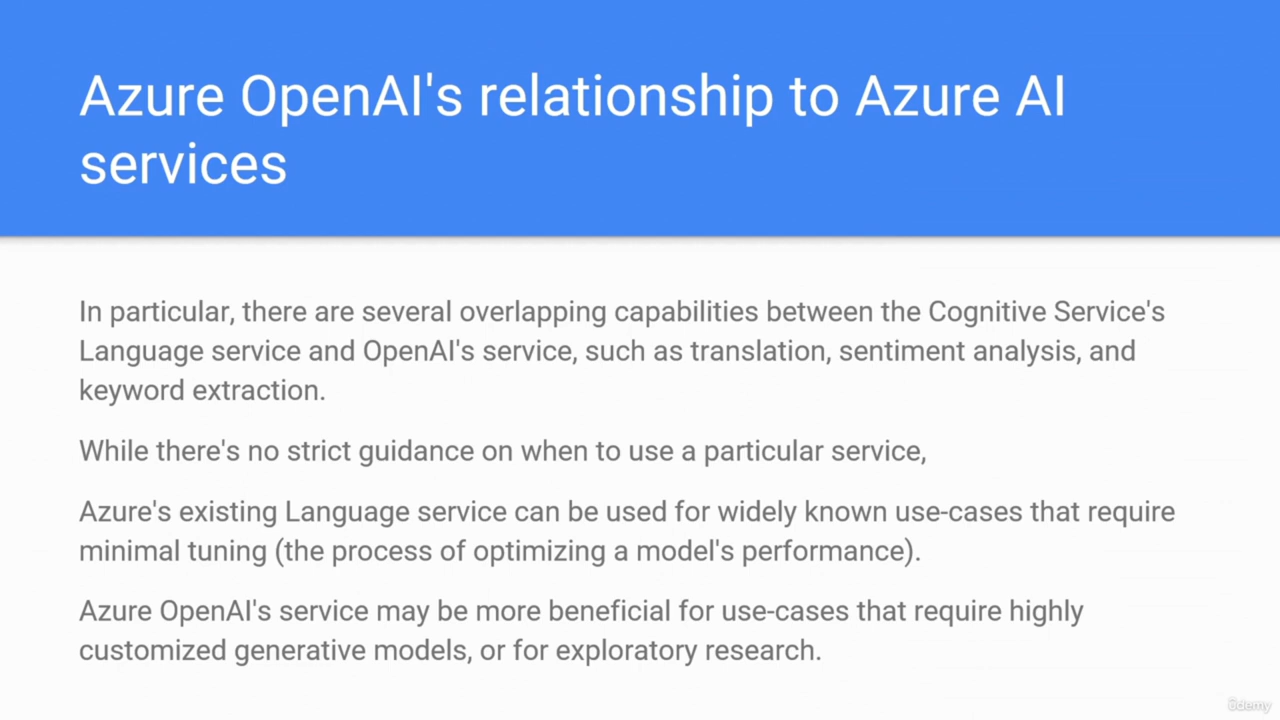 Azure OpenAI's relationship to Azure AI
services
In particular, there are several overlapping capabilities between the Cognitive Service's
Language service and OpenAI's service, such as translation, sentiment analysis, and
keyword extraction.
While there's no strict guidance on when to use a particular service,
Azure's existing Language service can be used for widely known use-cases that require
minimal tuning (the process of optimizing a model's performance).
Azure OpenAI's service may be more beneficial for use-cases that require highly
customized generative models, or for exploratory research.
ûdemy